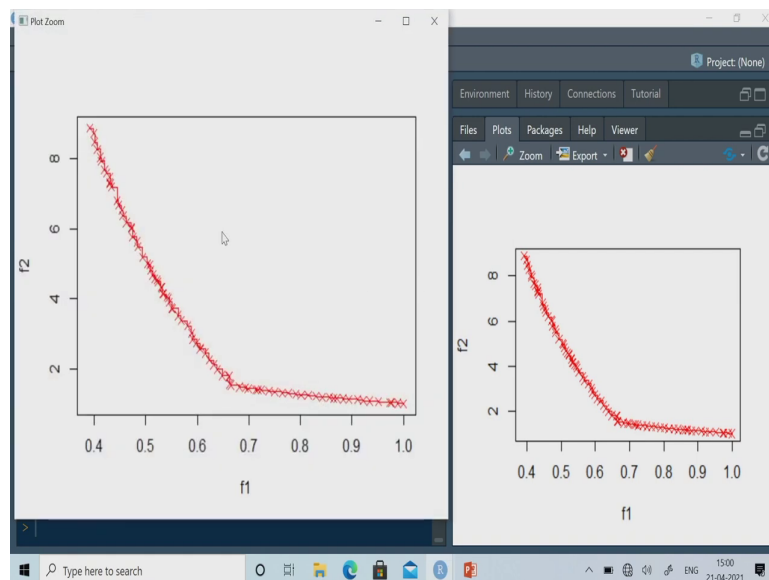 Plot Zoom
Project: (None)
Environment History Connections Tutorial
Files Plots Packages Help Viewer
Zoom Export
8
6
4
2
f2
0.4 0.5 0.6 0.7 0.8 0.9 1.0
f1
8
6
4
2
f2
0.4 0.5 0.6 0.7 0.8 0.9 1.0
f1
>
Type here to search
ENG
15:00
21-04-2021